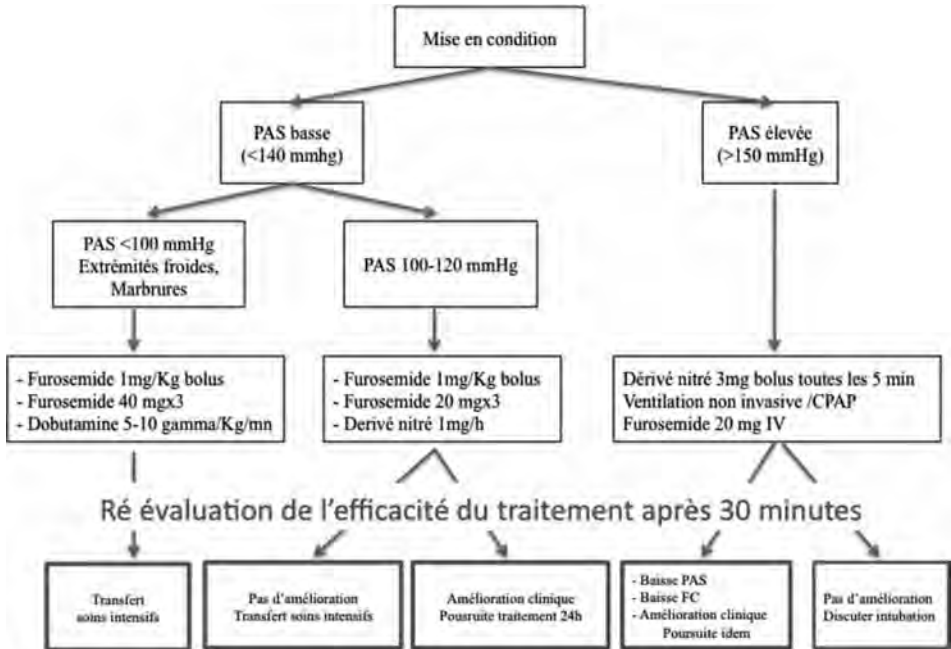 Mise en condition
PAS basse
(<140 mmhg)
PAS élevée
(>150 mmHg)
PAS <100 mmHg
Extrémités froides,
Marbrures
PAS 100-120 mmHg
- Furosemide 1mg/Kg bolus
- Furosemide 40 mgx3
- Dobutamine 5-10 gamma/Kg/mn
- Furosemide 1mg/Kg bolus
- Furosemide 20 mgx3
- Derivé nitré 1mg/h
Dérivé nitré 3mg bolus toutes les 5 min
Ventilation non invasive /CPAP
Furosemide 20 mg IV
Ré évaluation de l'efficacité du traitement après 30 minutes
Transfert
soins intensifs
Pas d'amélioration
Transfert soins intensifs
Amélioration clinique
Pousruite traitement 24h
- Baisse PAS
- Baisse FC
- Amélioration clinique
Poursuite idem
Pas d'amélioration
Discuter intubation